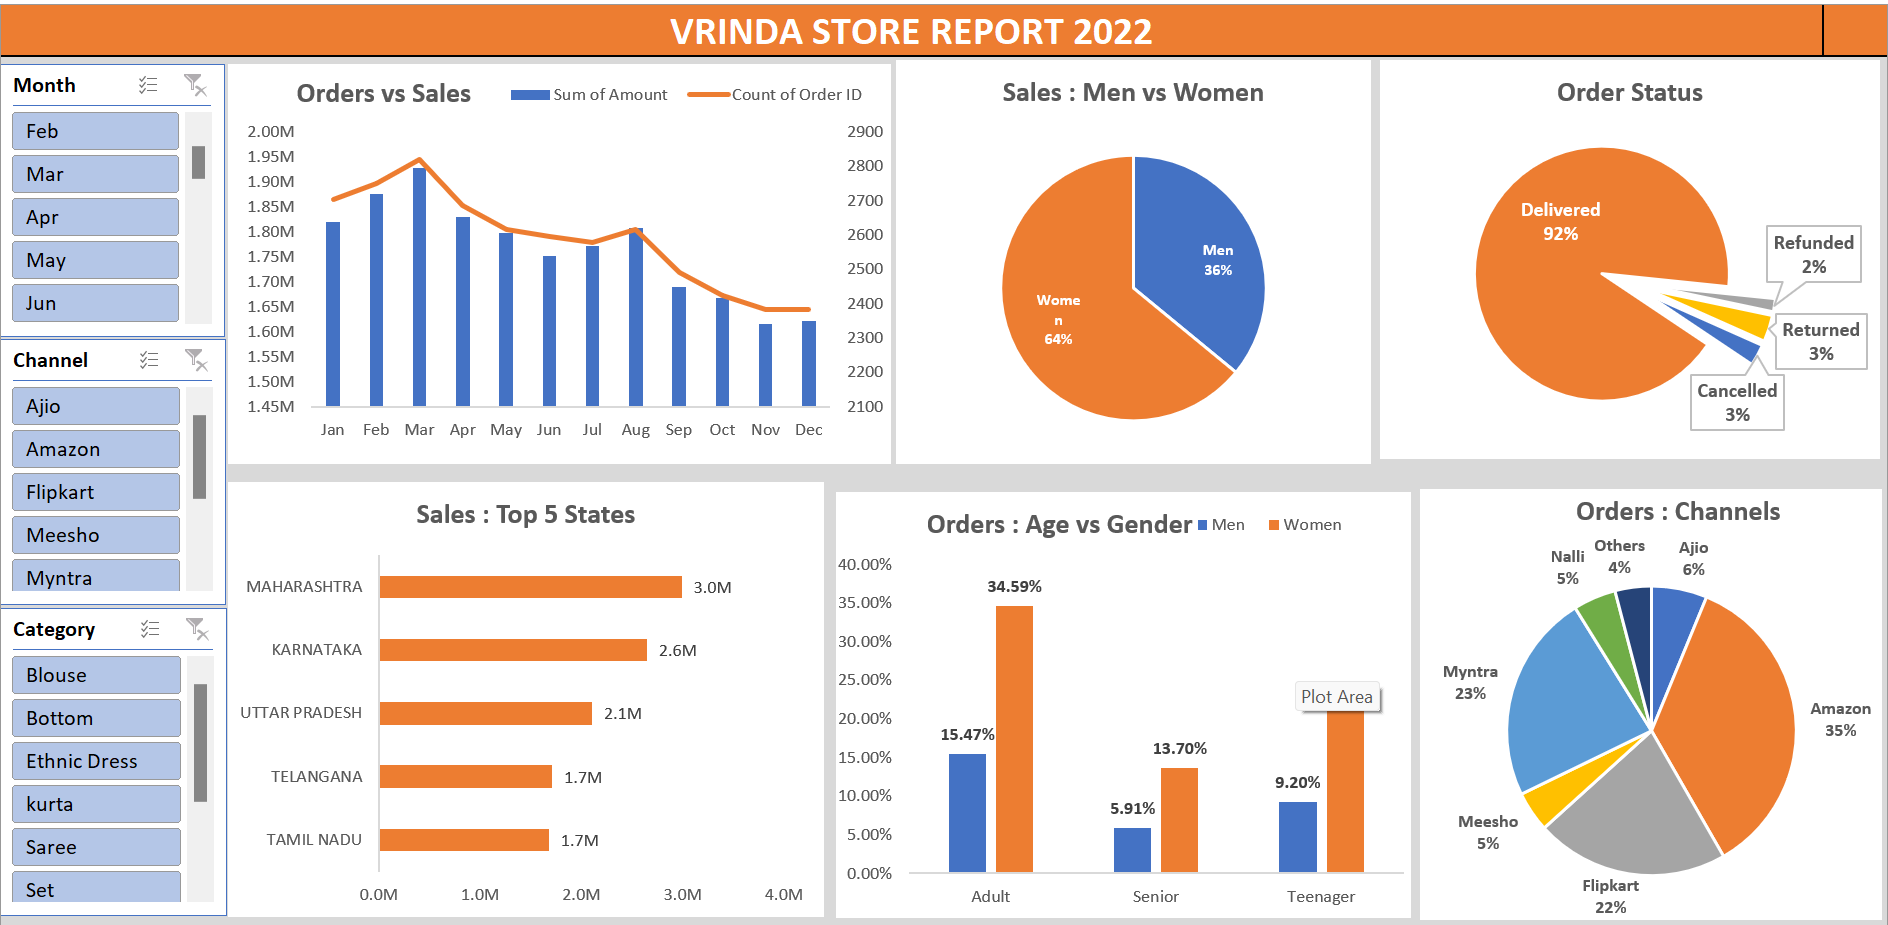 VRINDA STORE REPORT 2022
Month
Feb
Mar
Apr
May
Jun
Channel
Ajio
Amazon
Flipkart
Meesho
Myntra
Category
Blouse
Bottom
Ethnic Dress
kurta
Saree
Set
Orders vs Sales
Sum of Amount
Count of Order ID
2.00M
1.95M
1.90M
1.85M
1.80M
1.75M
1.70M
1.65M
1.60M
1.55M
1.50M
1.45M
2900
2800
2700
2600
2500
2400
2300
2200
2100
Jan Feb Mar Apr May Jun Jul Aug Sep Oct Nov Dec
Sales : Men vs Women
Men
36%
Wome
n
64%
Order Status
Delivered
92%
Refunded
2%
Returned
3%
Cancelled
3%
Sales : Top 5 States
MAHARASHTRA
3.0M
KARNATAKA
2.6M
UTTAR PRADESH
2.1M
TELANGANA
1.7M
TAMIL NADU
1.7M
0.0M 1.0M 2.0M 3.0M 4.0M
Orders : Age vs Gender
Men
Women
40.00%
35.00%
30.00%
25.00%
20.00%
15.00%
10.00%
5.00%
0.00%
34.59%
15.47%
13.70%
5.91%
9.20%
Plot Area
Adult Senior Teenager
Orders : Channels
Others
4%
Ajio
6%
Nalli
5%
Myntra
23%
Amazon
35%
Meesho
5%
Flipkart
22%